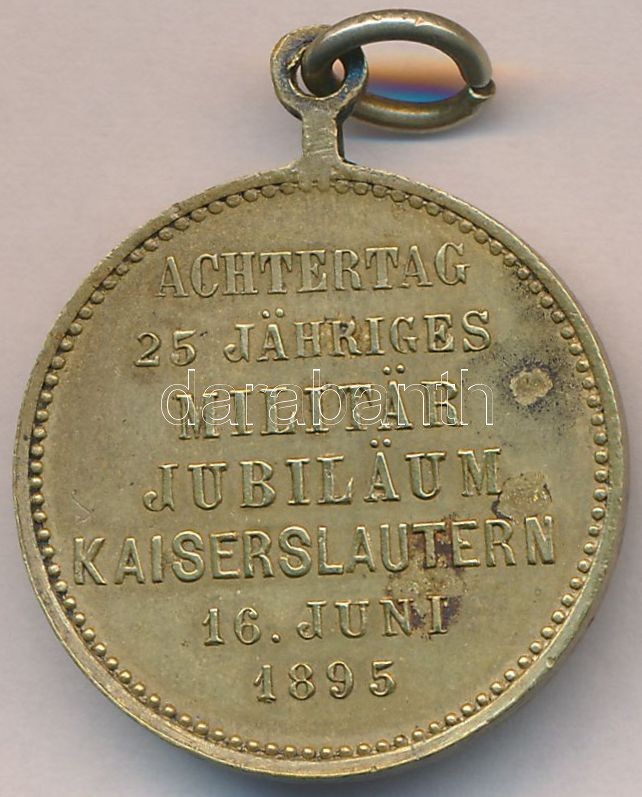 ACHTERTAG
25 JÄHRIGES
MILITÄR
darabanth
JUBILÄUM
KAISERSLAUTERN
16. JUNI
1895